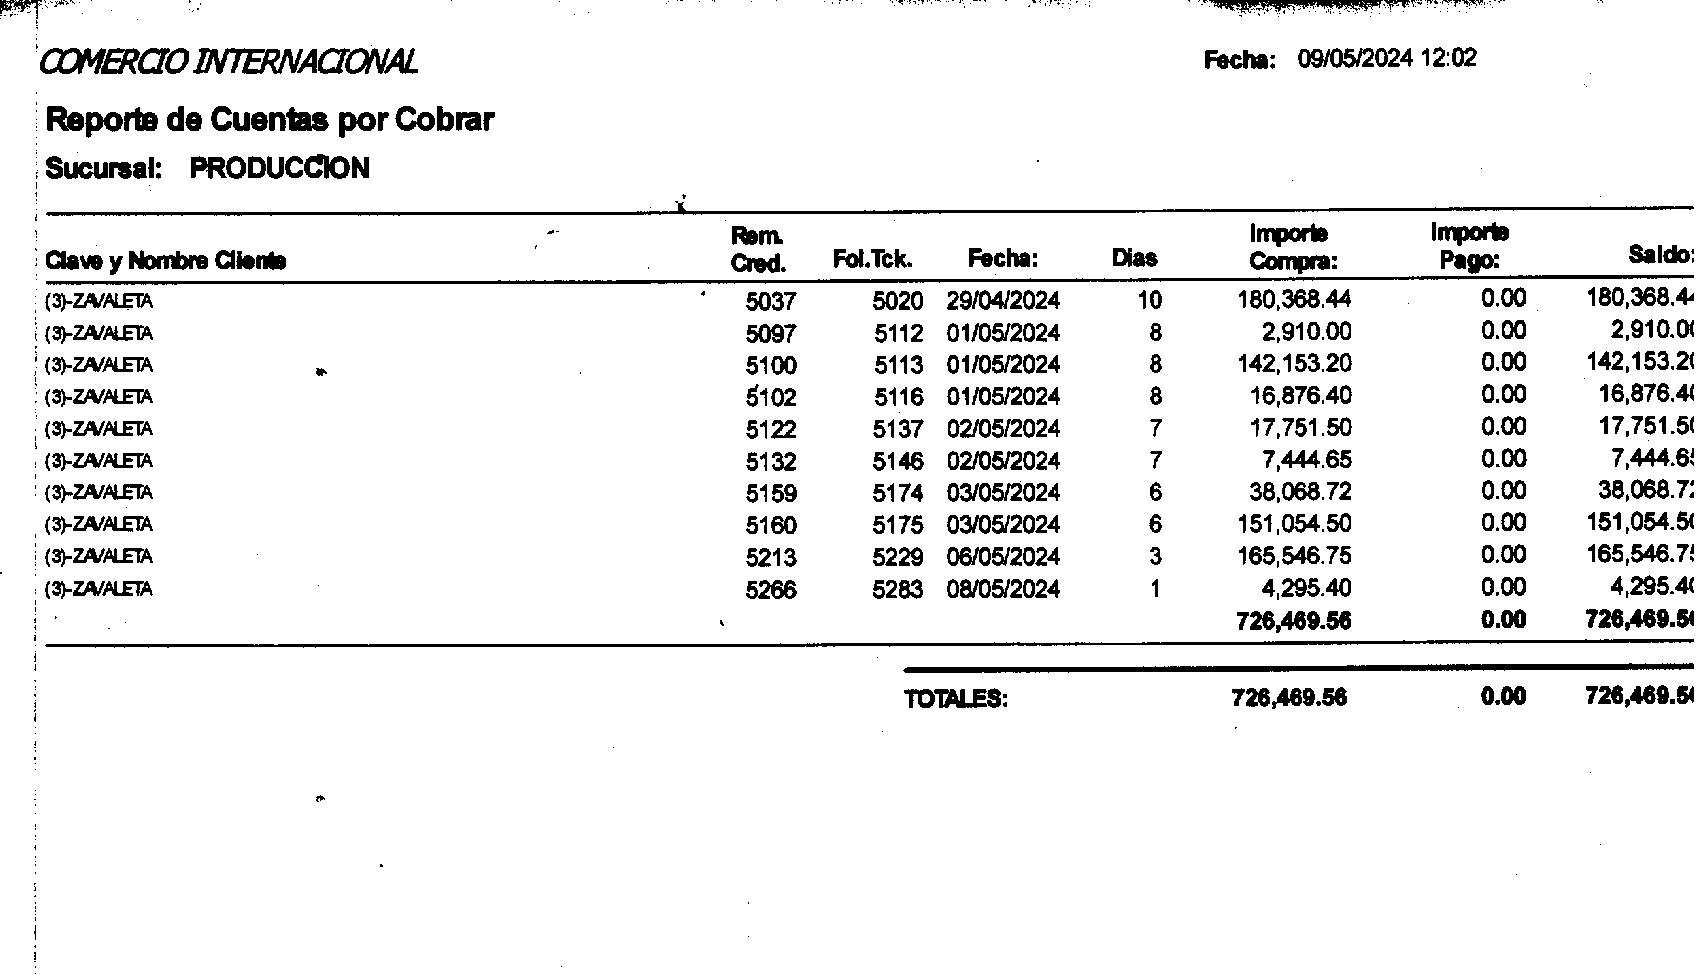 COMERCIO INTERNACIONAL Fecha: 09/05/2024 12:02
Reporte de Cuentas por Cobrar
Sucursal: PRODUCCION
Clave y Nombre Cliente Rem. Cred. Fol.Tck. Fecha: Dias Importe Compra: Importe Pago: Saldo:
(3)-ZAVALETA 5037 5020 29/04/2024 10 180,368.44 0.00 180,368.44
(3)-ZAVALETA 5097 5112 01/05/2024 8 2,910.00 0.00 2,910.00
(3)-ZAVALETA 5100 5113 01/05/2024 8 142,153.20 0.00 142,153.20
(3)-ZAVALETA 5102 5116 01/05/2024 8 16,876.40 0.00 16,876.40
(3)-ZAVALETA 5122 5137 02/05/2024 7 17,751.50 0.00 17,751.50
(3)-ZAVALETA 5132 5146 02/05/2024 7 7,444.65 0.00 7,444.65
(3)-ZAVALETA 5159 5174 03/05/2024 6 38,068.72 0.00 38,068.72
(3)-ZAVALETA 5160 5175 03/05/2024 6 151,054.50 0.00 151,054.50
(3)-ZAVALETA 5213 5229 06/05/2024 3 165,546.75 0.00 165,546.75
(3)-ZAVALETA 5266 5283 08/05/2024 1 4,295.40 0.00 4,295.40
726,469.56 0.00 726,469.56
TOTALES: 726,469.56 0.00 726,469.56